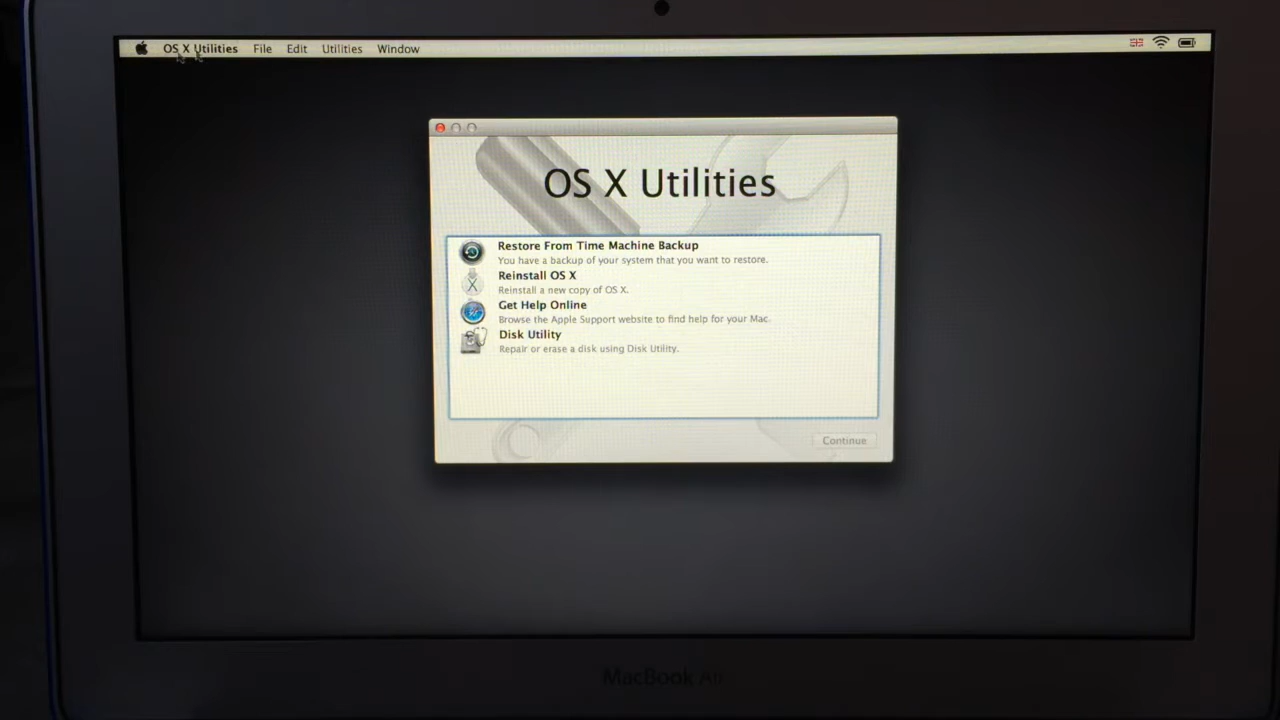 OS X Utilities File Edit Utilities Window
OS X Utilities
Restore From Time Machine Backup
You have a backup of your system that you want to restore.
Reinstall OS X
Reinstall a new copy of OS X.
Get Help Online
Browse the Apple Support website to find help for your Mac.
Disk Utility
Repair or erase a disk using Disk Utility.
Continue
MacBook Air